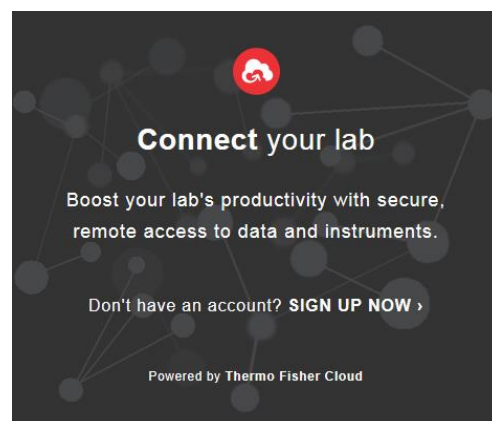 Connect your lab
Boost your lab's productivity with secure,
remote access to data and instruments.
Don't have an account? SIGN UP NOW ›
Powered by Thermo Fisher Cloud